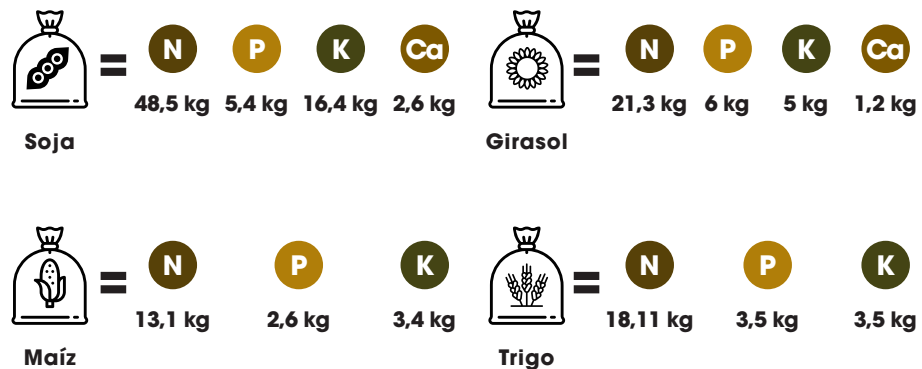 N P K Ca
48,5 kg 5,4 kg 16,4 kg 2,6 kg
Soja
N P K Ca
21,3 kg 6 kg 5 kg 1,2 kg
Girasol
N P K
13,1 kg 2,6 kg 3,4 kg
Maíz
N P K
18,11 kg 3,5 kg 3,5 kg
Trigo